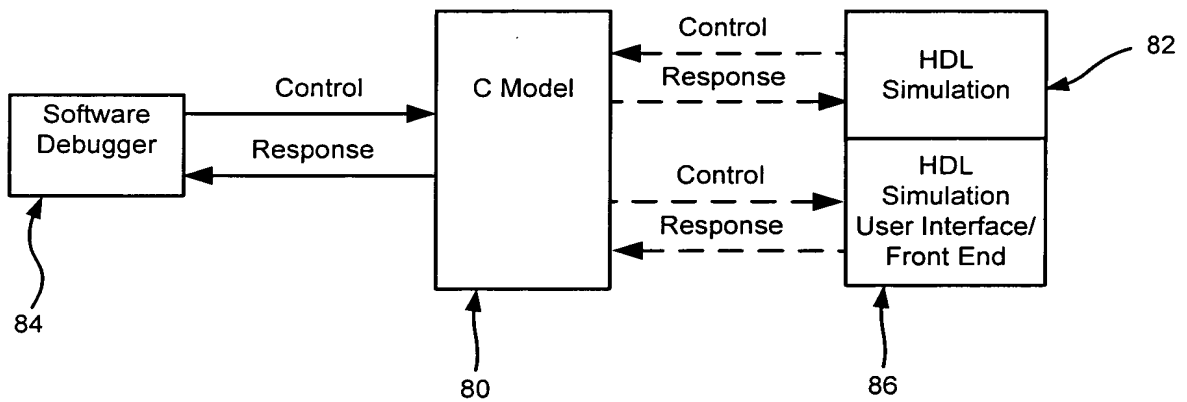 Software
Debugger
84
Control
Response
C Model
80
Control
Response
Control
Response
HDL
Simulation
82
HDL
Simulation
User Interface/
Front End
86